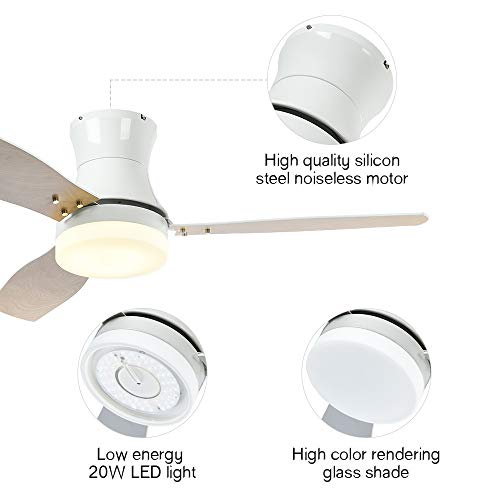 High quality silicon
steel noiseless motor
Low energy
20W LED light
High color rendering
glass shade